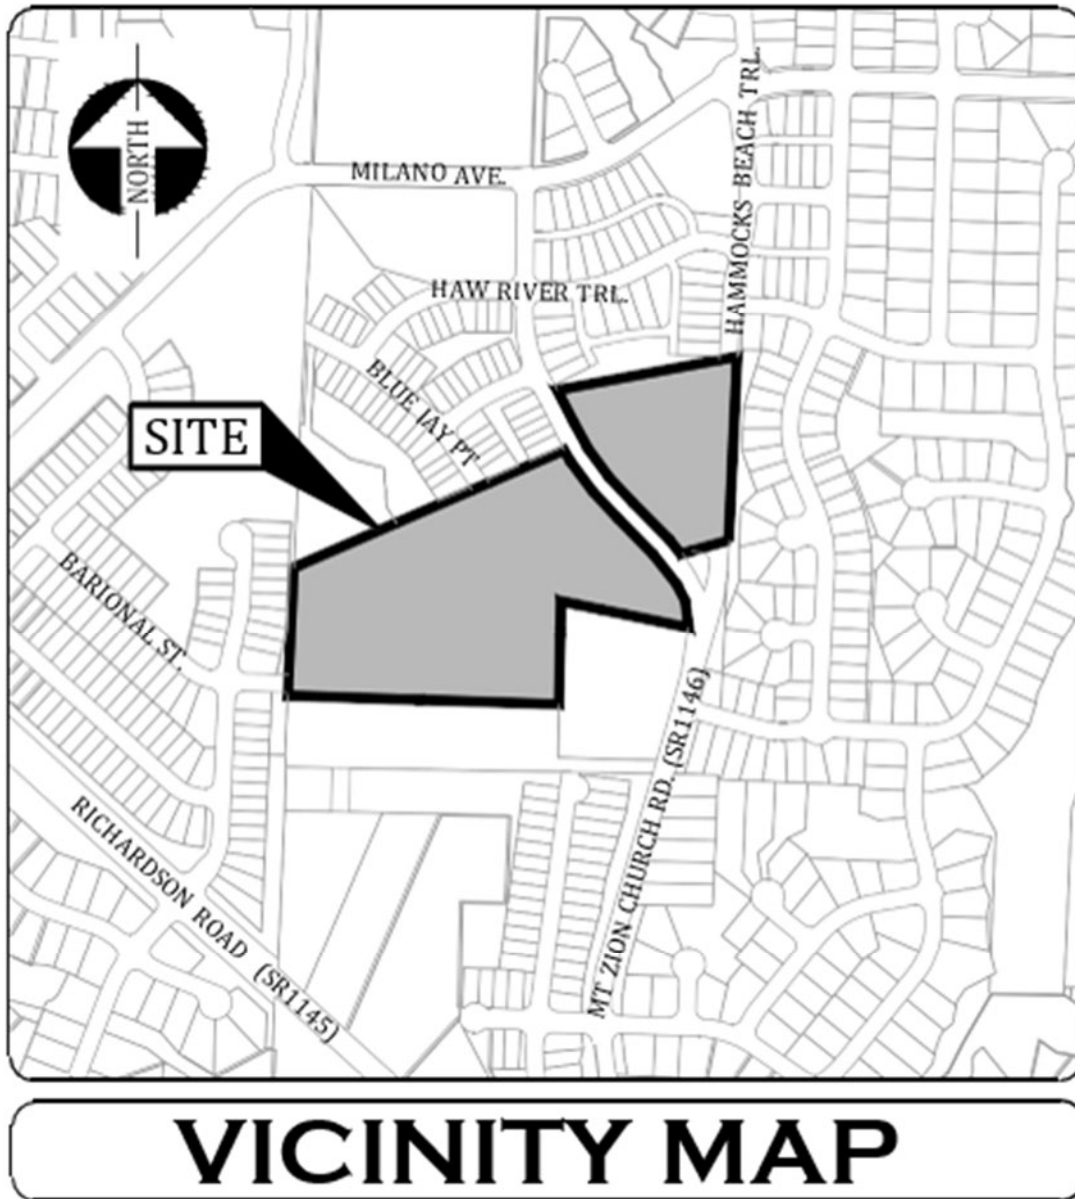 NORTH
MILANO AVE.
HAMMOCKS BEACH TRL.
HAW RIVER TRL.
BLUE JAY PT
SITE
BARIONAL ST.
MT ZION CHURCH RD. (SR1146)
RICHARDSON ROAD (SR1145)
VICINITY MAP